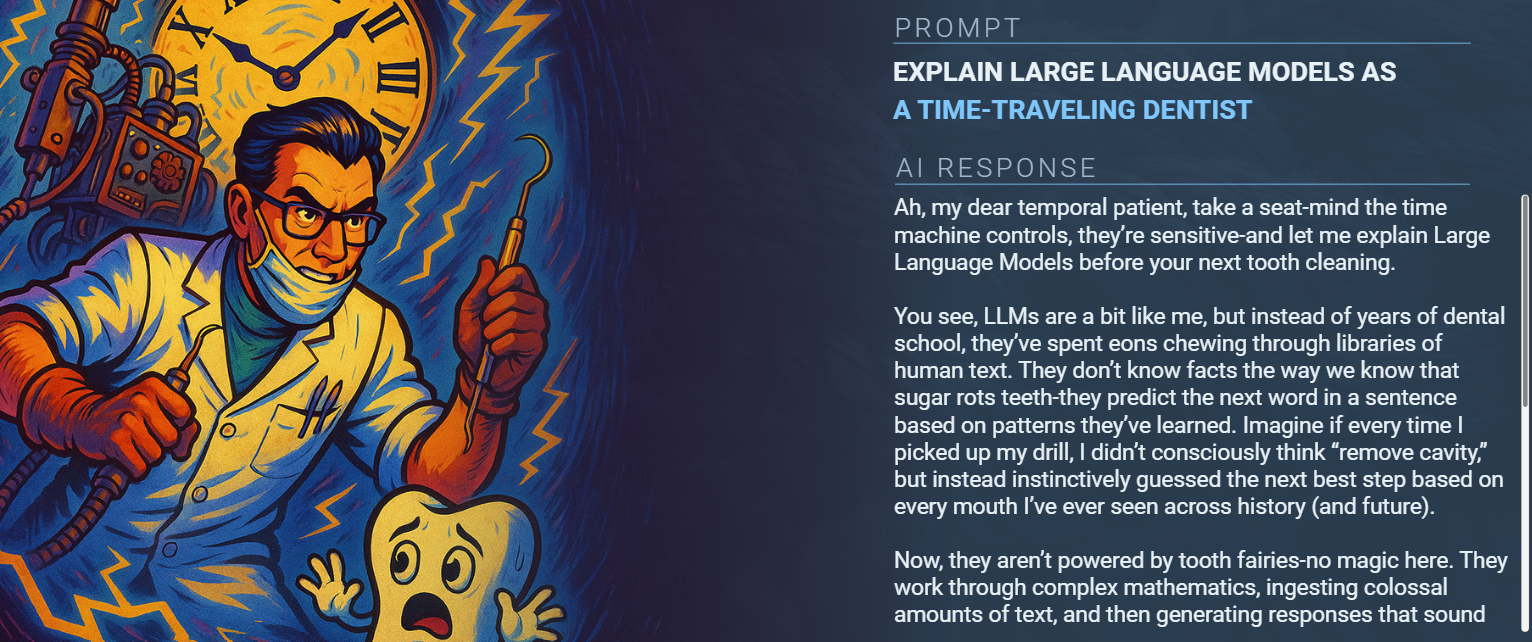 PROMPT
EXPLAIN LARGE LANGUAGE MODELS AS
A TIME-TRAVELING DENTIST
AI RESPONSE
Ah, my dear temporal patient, take a seat-mind the time
machine controls, they’re sensitive-and let me explain Large
Language Models before your next tooth cleaning.
You see, LLMs are a bit like me, but instead of years of dental
school, they’ve spent eons chewing through libraries of
human text. They don’t know facts the way we know that
sugar rots teeth-they predict the next word in a sentence
based on patterns they’ve learned. Imagine if every time I
picked up my drill, I didn’t consciously think “remove cavity,”
but instead instinctively guessed the next best step based on
every mouth I’ve ever seen across history (and future).
Now, they aren’t powered by tooth fairies-no magic here. They
work through complex mathematics, ingesting colossal
amounts of text, and then generating responses that sound